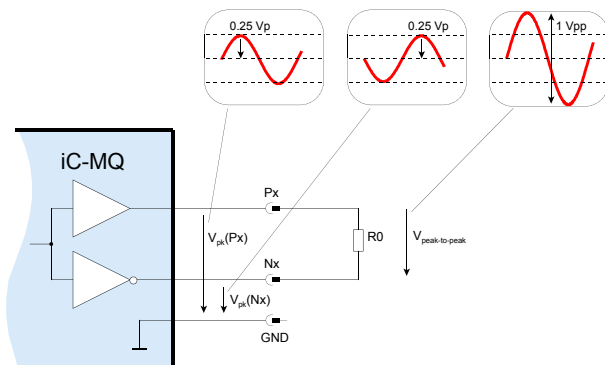 0.25 Vp
0.25 Vp
1 Vpp
iC-MQ
Px
Vpk(Px)
R0
Vpeak-to-peak
Nx
Vpk(Nx)
GND